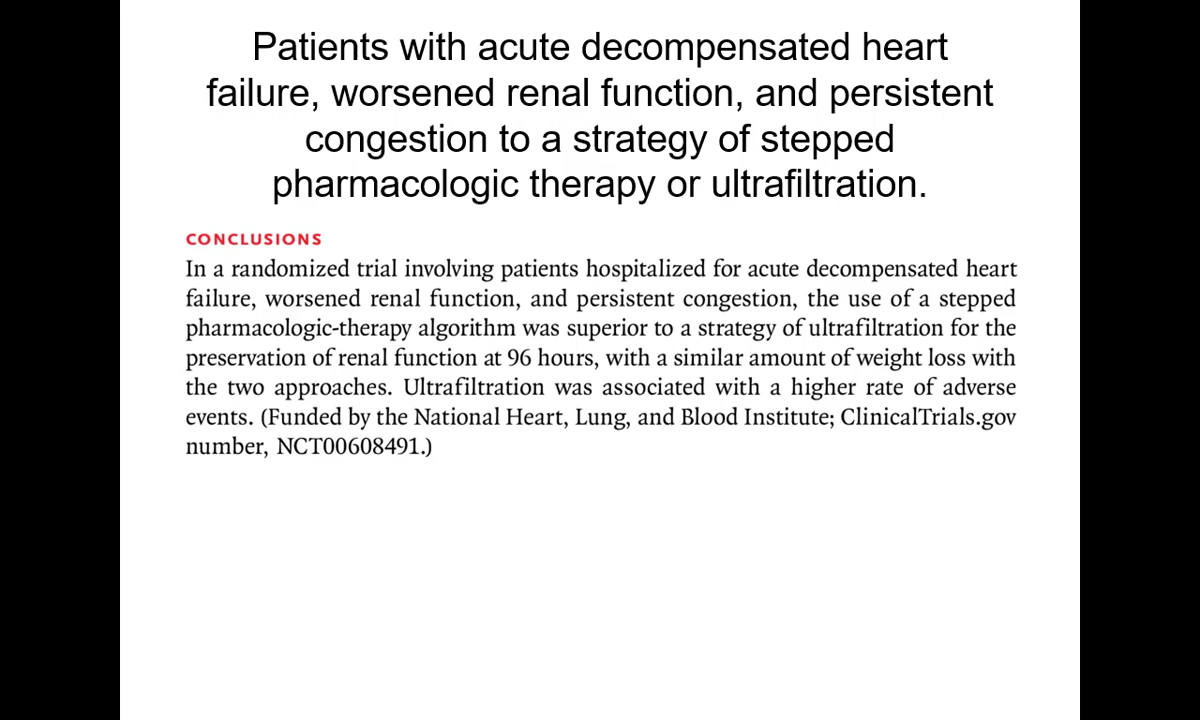 Patients with acute decompensated heart
failure, worsened renal function, and persistent
congestion to a strategy of stepped
pharmacologic therapy or ultrafiltration.
CONCLUSIONS
In a randomized trial involving patients hospitalized for acute decompensated heart
failure, worsened renal function, and persistent congestion, the use of a stepped
pharmacologic-therapy algorithm was superior to a strategy of ultrafiltration for the
preservation of renal function at 96 hours, with a similar amount of weight loss with
the two approaches. Ultrafiltration was associated with a higher rate of adverse
events. (Funded by the National Heart, Lung, and Blood Institute; ClinicalTrials.gov
number, NCT00608491.)